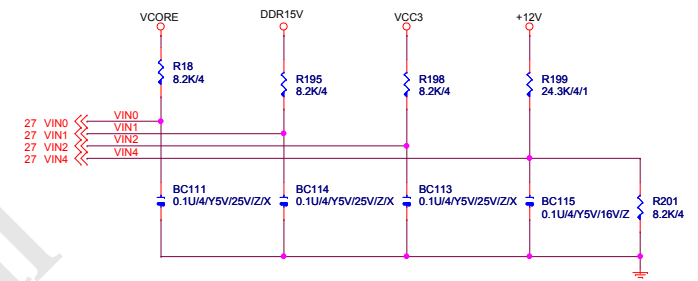 VCORE
DDR15V
VCC3
+12V
R18
8.2K/4
R195
8.2K/4
R198
8.2K/4
R199
24.3K/4/1
27 VIN0
VIN0
27 VIN1
VIN1
27 VIN2
VIN2
27 VIN4
VIN4
BC111
0.1U/4/Y5V/25V/Z/X
BC114
0.1U/4/Y5V/25V/Z/X
BC113
0.1U/4/Y5V/25V/Z/X
BC115
0.1U/4/Y5V/16V/Z
R201
8.2K/4